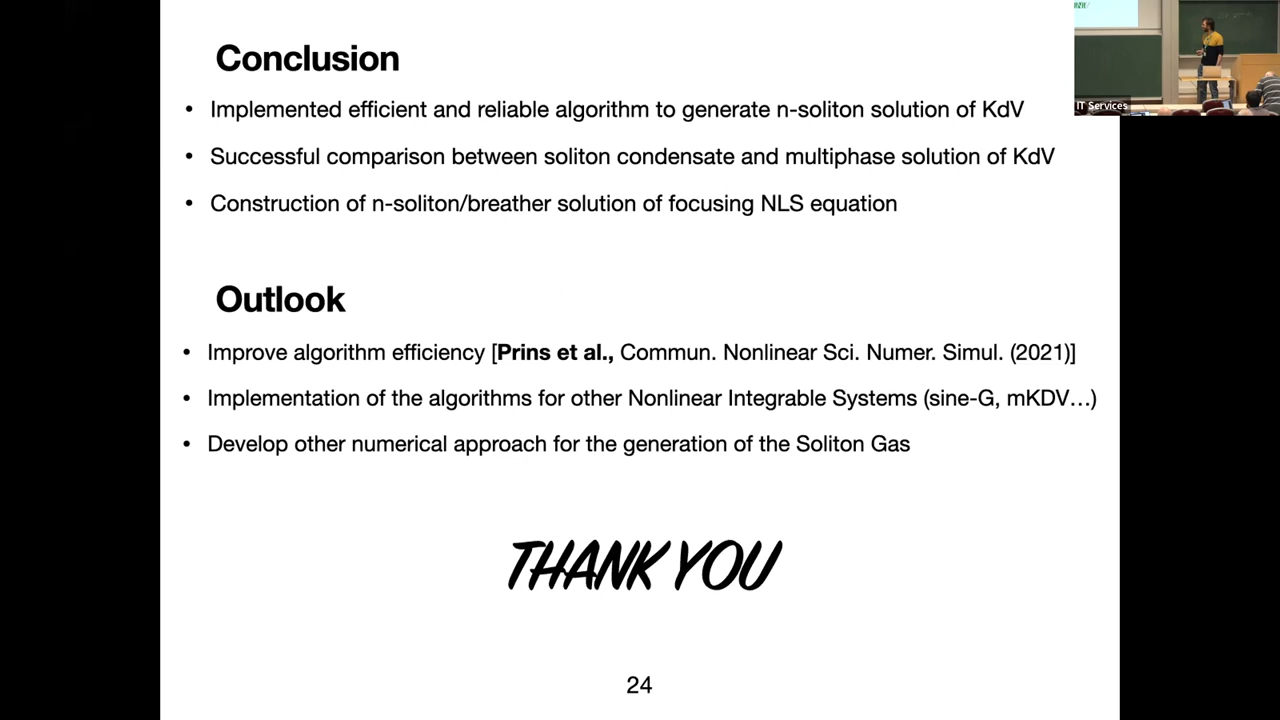 Conclusion
• Implemented efficient and reliable algorithm to generate n-soliton solution of KdV
• Successful comparison between soliton condensate and multiphase solution of KdV
• Construction of n-soliton/breather solution of focusing NLS equation
Outlook
• Improve algorithm efficiency [Prins et al., Commun. Nonlinear Sci. Numer. Simul. (2021)]
• Implementation of the algorithms for other Nonlinear Integrable Systems (sine-G, mKDV…)
• Develop other numerical approach for the generation of the Soliton Gas
THANK YOU
24
IT Services